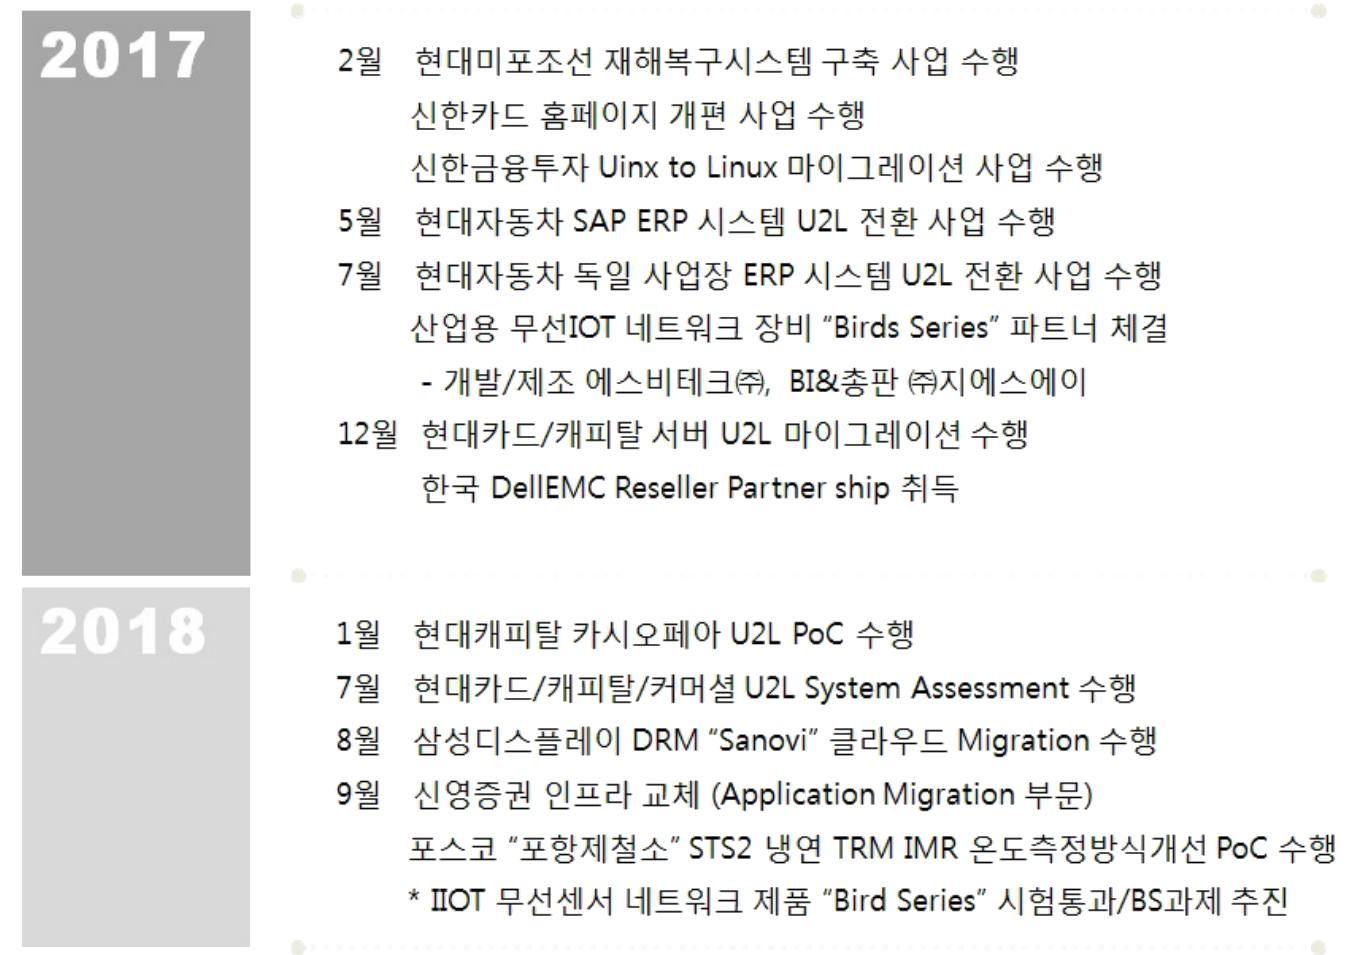 2017
2월 현대미포조선 재해복구시스템 구축 사업 수행
신한카드 홈페이지 개편 사업 수행
신한금융투자 Uinx to Linux 마이그레이션 사업 수행
5월 현대자동차 SAP ERP 시스템 U2L 전환 사업 수행
7월 현대자동차 독일 사업장 ERP 시스템 U2L 전환 사업 수행
산업용 무선IOT 네트워크 장비 “Birds Series” 파트너 체결
- 개발/제조 에스비테크㈜, BI&총판 ㈜지에스에이
12월 현대카드/캐피탈 서버 U2L 마이그레이션 수행
한국 DellEMC Reseller Partner ship 취득
2018
1월 현대캐피탈 카시오페아 U2L PoC 수행
7월 현대카드/캐피탈/커머셜 U2L System Assessment 수행
8월 삼성디스플레이 DRM “Sanovi” 클라우드 Migration 수행
9월 신영증권 인프라 교체 (Application Migration 부문)
포스코 “포항제철소” STS2 냉연 TRM IMR 온도측정방식개선 PoC 수행
* IIOT 무선센서 네트워크 제품 “Bird Series” 시험통과/BS과제 추진